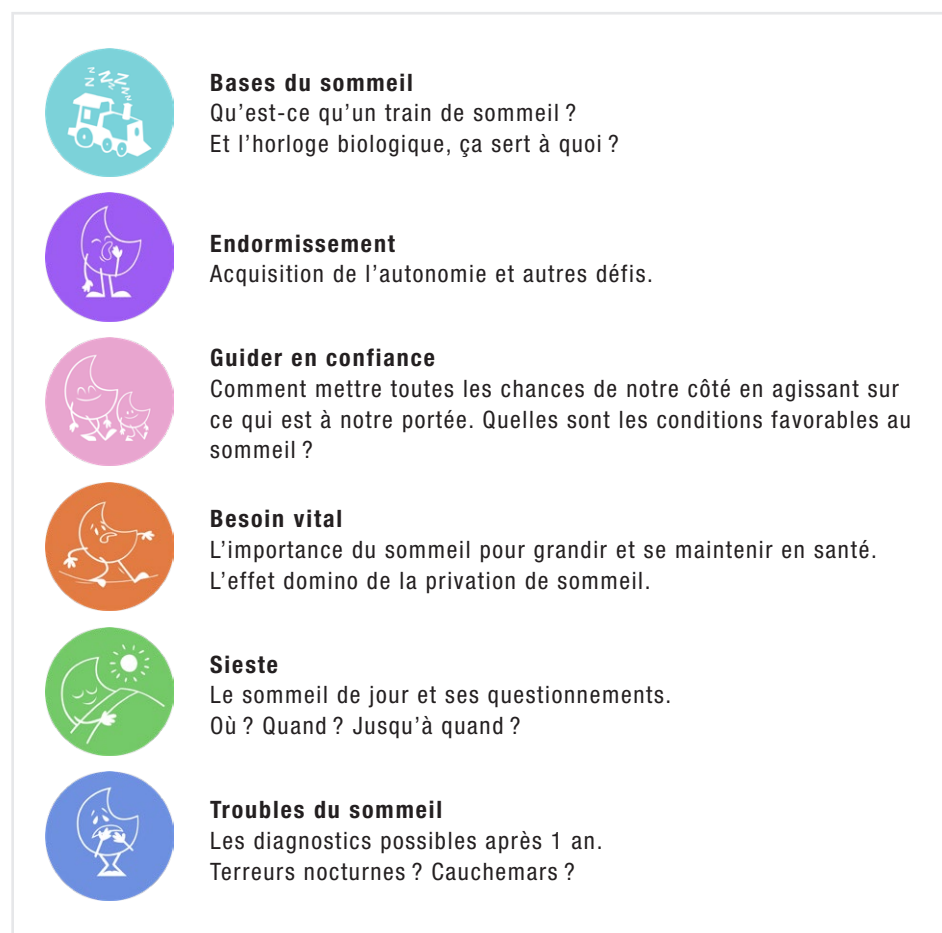 z z z z z z z
Bases du sommeil
Qu’est-ce qu’un train de sommeil ?
Et l’horloge biologique, ça sert à quoi ?
Endormissement
Acquisition de l’autonomie et autres défis.
Guider en confiance
Comment mettre toutes les chances de notre côté en agissant sur
ce qui est à notre portée. Quelles sont les conditions favorables au
sommeil ?
Besoin vital
L’importance du sommeil pour grandir et se maintenir en santé.
L’effet domino de la privation de sommeil.
Sieste
Le sommeil de jour et ses questionnements.
Où ? Quand ? Jusqu’à quand ?
Troubles du sommeil
Les diagnostics possibles après 1 an.
Terreurs nocturnes ? Cauchemars ?